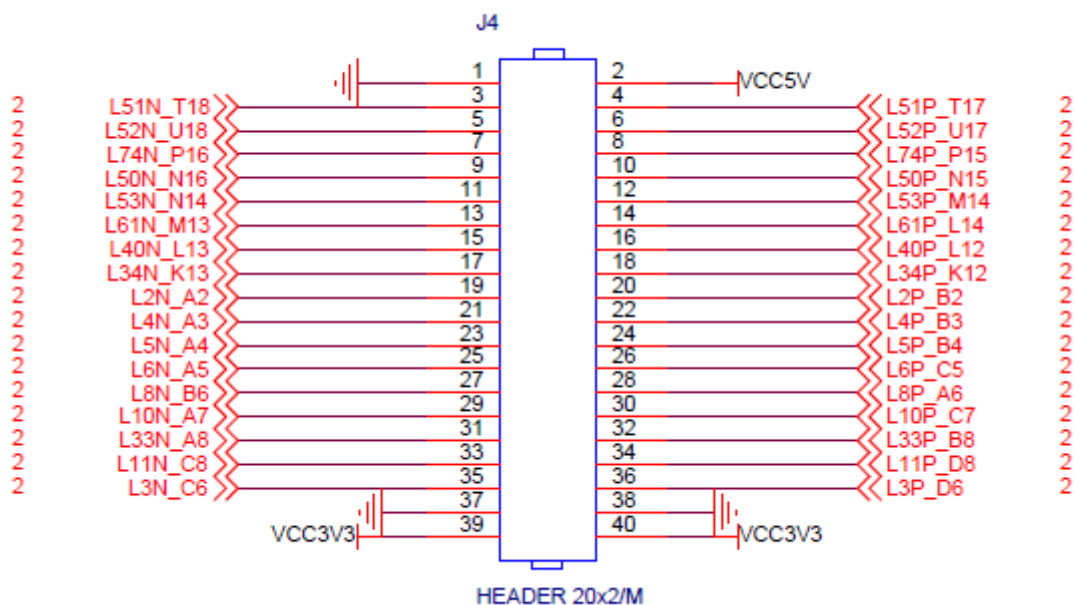 J4
1 2 VCC5V
2 L51N_T18 3 4 L51P_T17 2
2 L52N_U18 5 6 L52P_U17 2
2 L74N_P16 7 8 L74P_P15 2
2 L50N_N16 9 10 L50P_N15 2
2 L53N_N14 11 12 L53P_M14 2
2 L61N_M13 13 14 L61P_L14 2
2 L40N_L13 15 16 L40P_L12 2
2 L34N_K13 17 18 L34P_K12 2
2 L2N_A2 19 20 L2P_B2 2
2 L4N_A3 21 22 L4P_B3 2
2 L5N_A4 23 24 L5P_B4 2
2 L6N_A5 25 26 L6P_C5 2
2 L8N_B6 27 28 L8P_A6 2
2 L10N_A7 29 30 L10P_C7 2
2 L33N_A8 31 32 L33P_B8 2
2 L11N_C8 33 34 L11P_D8 2
2 L3N_C6 35 36 L3P_D6 2
37 38
VCC3V3 39 40 VCC3V3
HEADER 20x2/M